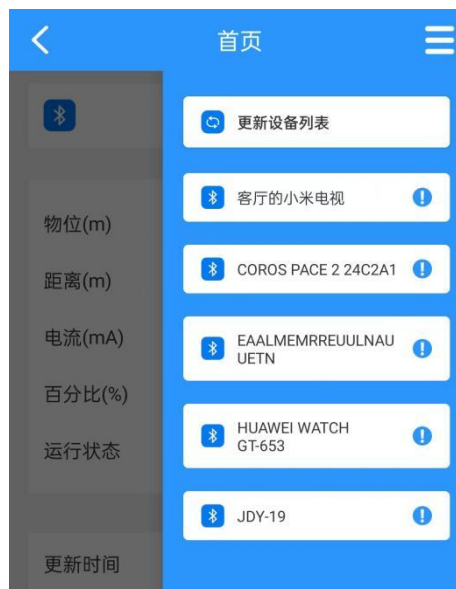 首页
更新设备列表
客厅的小米电视
物位(m)
COROS PACE 2 24C2A1
距离(m)
电流(mA)
EAALMEMRREUULNAU
UETN
百分比(%)
HUAWEI WATCH
GT-653
运行状态
JDY-19
更新时间